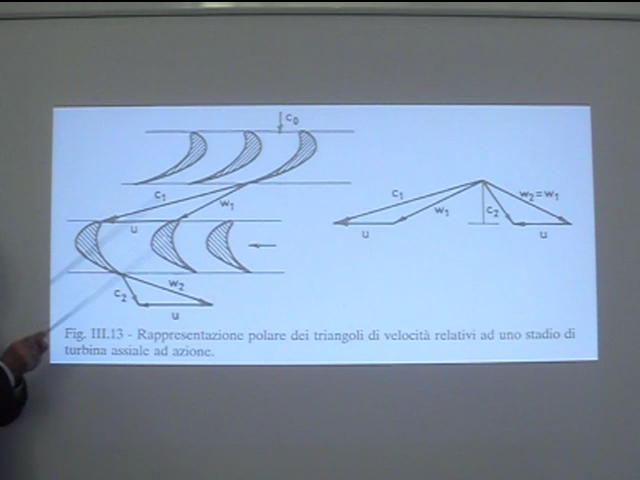 c₀
c₁
w₁
u
w₂
c₂
u
c₁
w₁
c₂
w₂=w₁
u
u
Fig. III.13 - Rappresentazione polare dei triangoli di velocità relativi ad uno stadio di
turbina assiale ad azione.